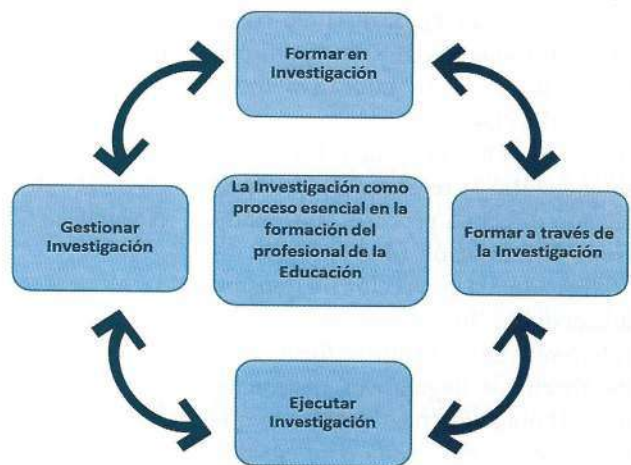 Formar en
Investigación
Gestionar
Investigación
La Investigación como
proceso esencial en la
formación del
profesional de la
Educación
Formar a través de
la Investigación
Ejecutar
Investigación